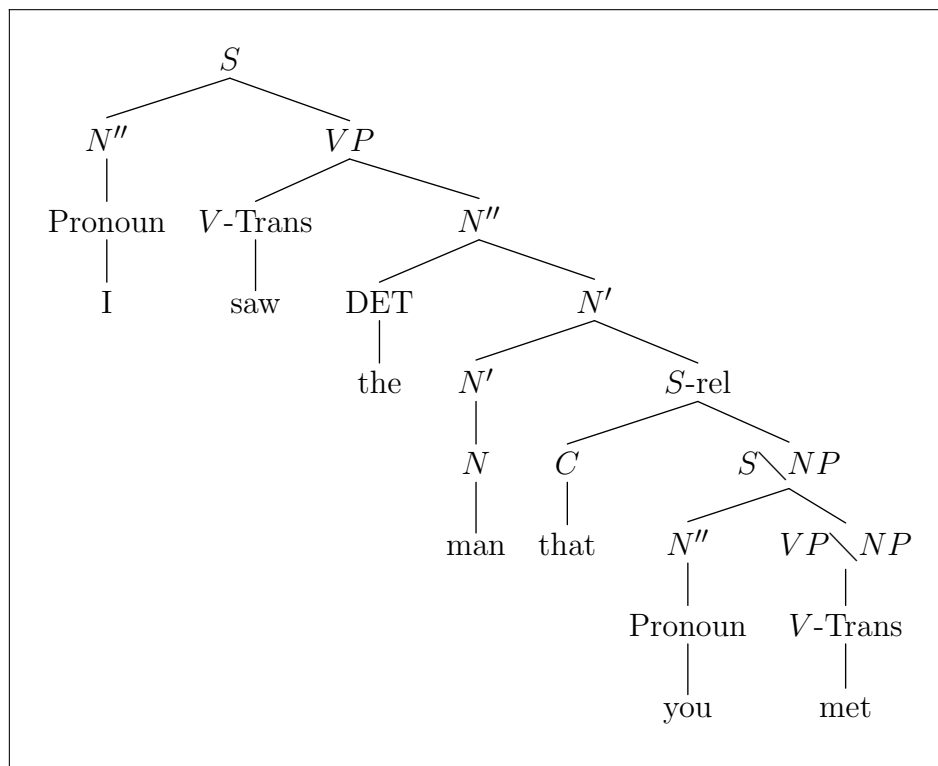 S
N″ VP
Pronoun V-Trans N″
I saw DET N′
the N′ S-rel
N C S\NP
man that N″ VP\NP
Pronoun V-Trans
you met